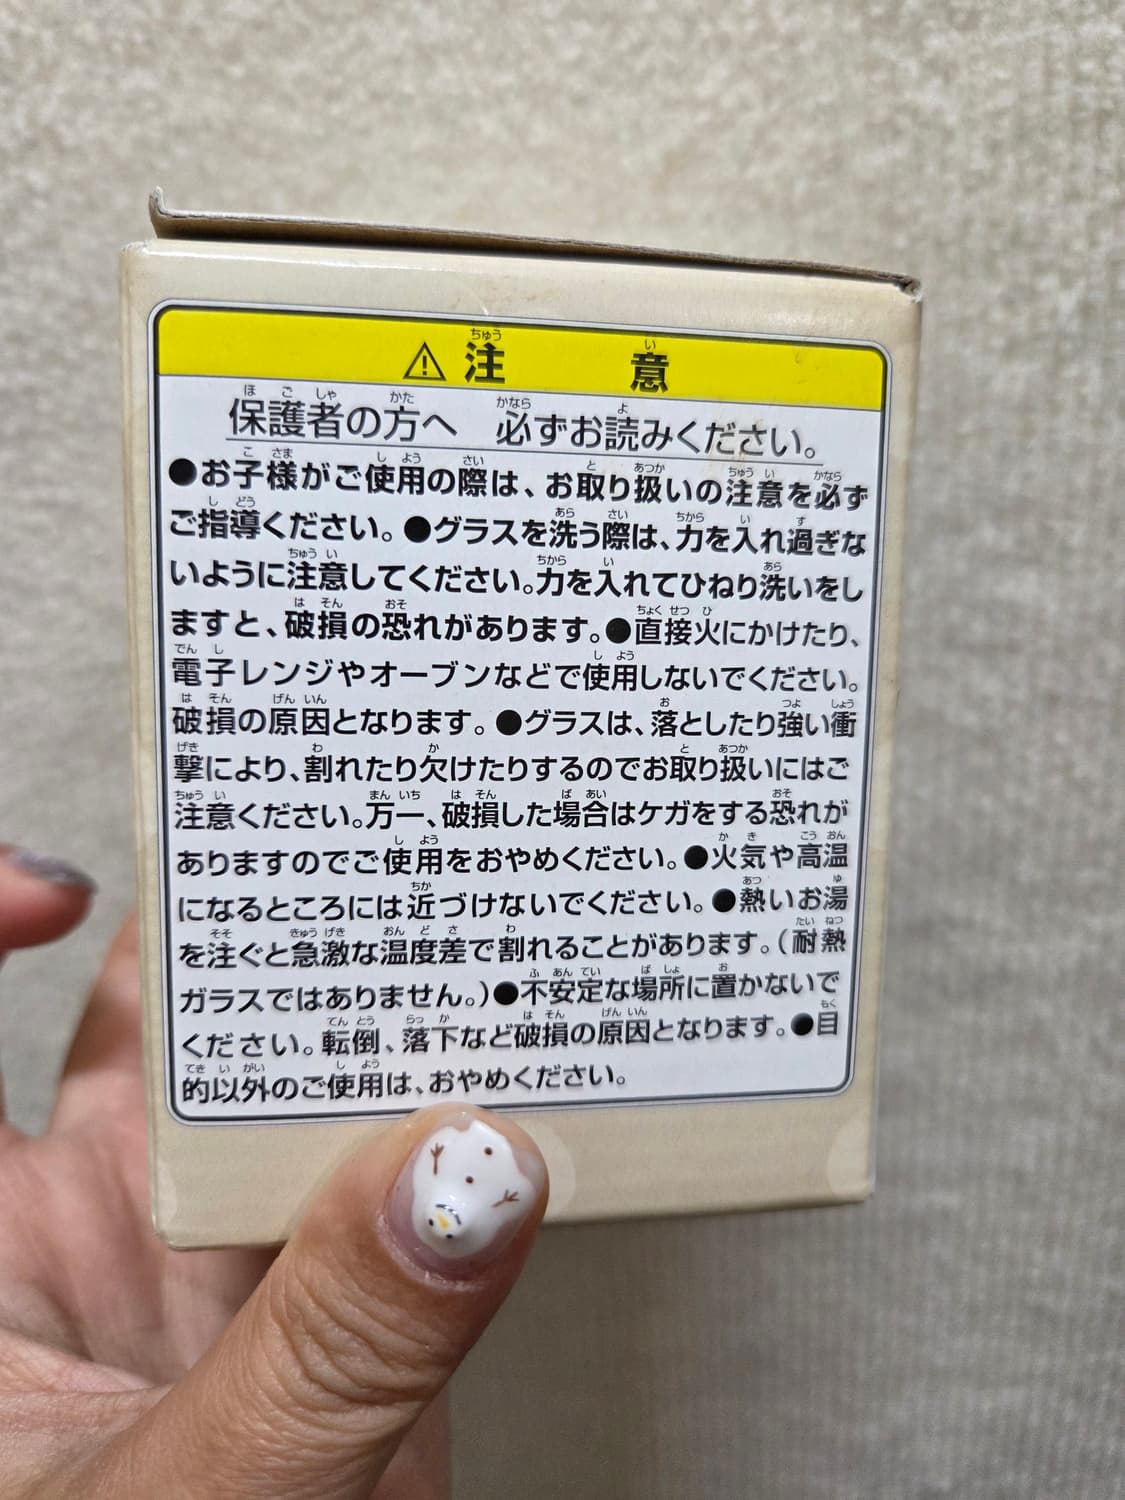 ⚠ 注意
保護者の方へ 必ずお読みください。
●お子様がご使用の際は、お取り扱いの注意を必ず
ご指導ください。●グラスを洗う際は、力を入れ過ぎな
いように注意してください。力を入れてひねり洗いをし
ますと、破損の恐れがあります。●直接火にかけたり、
電子レンジやオーブンなどで使用しないでください。
破損の原因となります。●グラスは、落としたり強い衝
撃により、割れたり欠けたりするのでお取り扱いにはご
注意ください。万一、破損した場合はケガをする恐れが
ありますのでご使用をおやめください。●火気や高温
になるところには近づけないでください。●熱いお湯
を注ぐと急激な温度差で割れることがあります。(耐熱
ガラスではありません。)●不安定な場所に置かないで
ください。転倒、落下など破損の原因となります。●目
的以外のご使用は、おやめください。